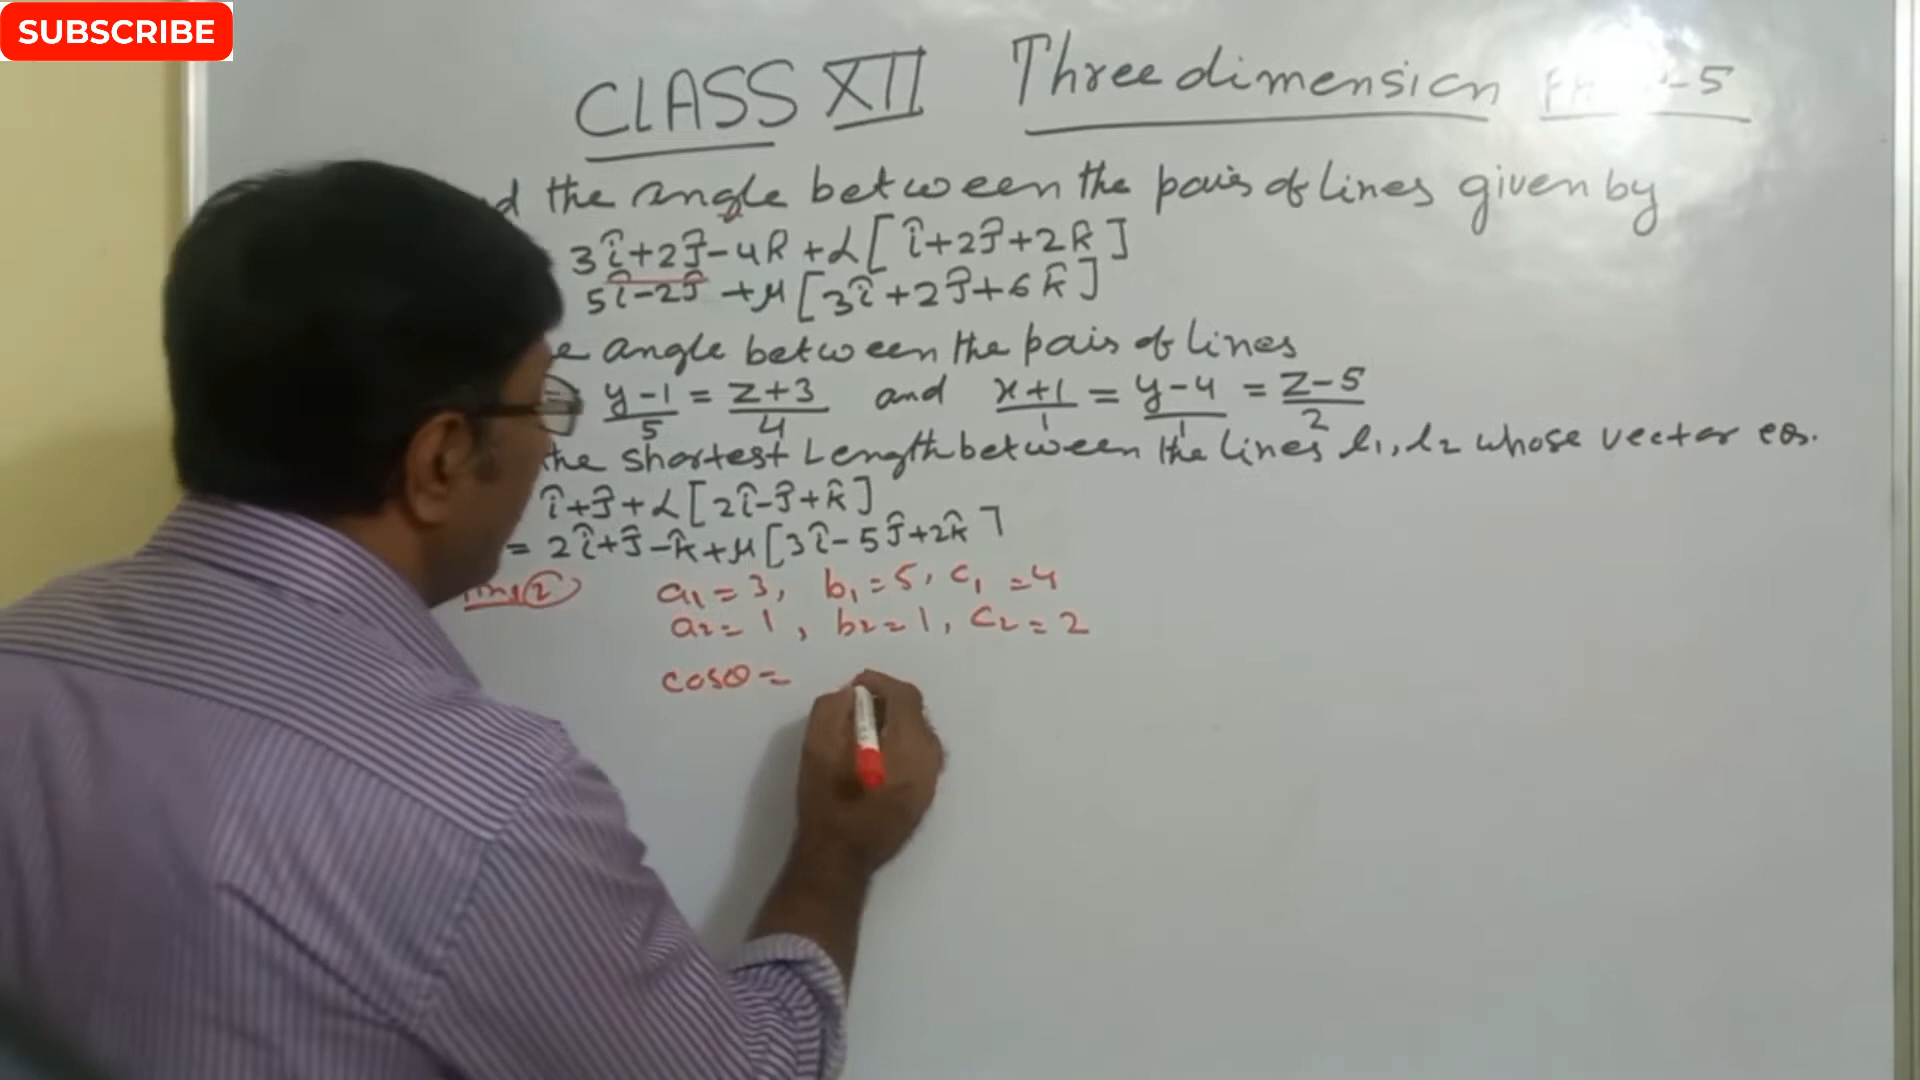 SUBSCRIBE
CLASS XII Three dimension -5
the angle between the pairs of lines given by
3î+2ĵ-4k+λ[î+2ĵ+2k]
5î-2ĵ+μ[3î+2ĵ+6k̂]
angle between the pair of lines
y-1/5 = z+3/4 and x+1/1 = y-4/1 = z-5/2
the shortest Length between the lines l₁, l₂ whose vector eqs.
î+ĵ+λ[2î-ĵ+k̂]
= 2î+ĵ-k̂+μ[3î-5ĵ+2k̂]
Ans② a₁=3, b₁=5, c₁=4
a₂=1, b₂=1, c₂=2
cosθ=